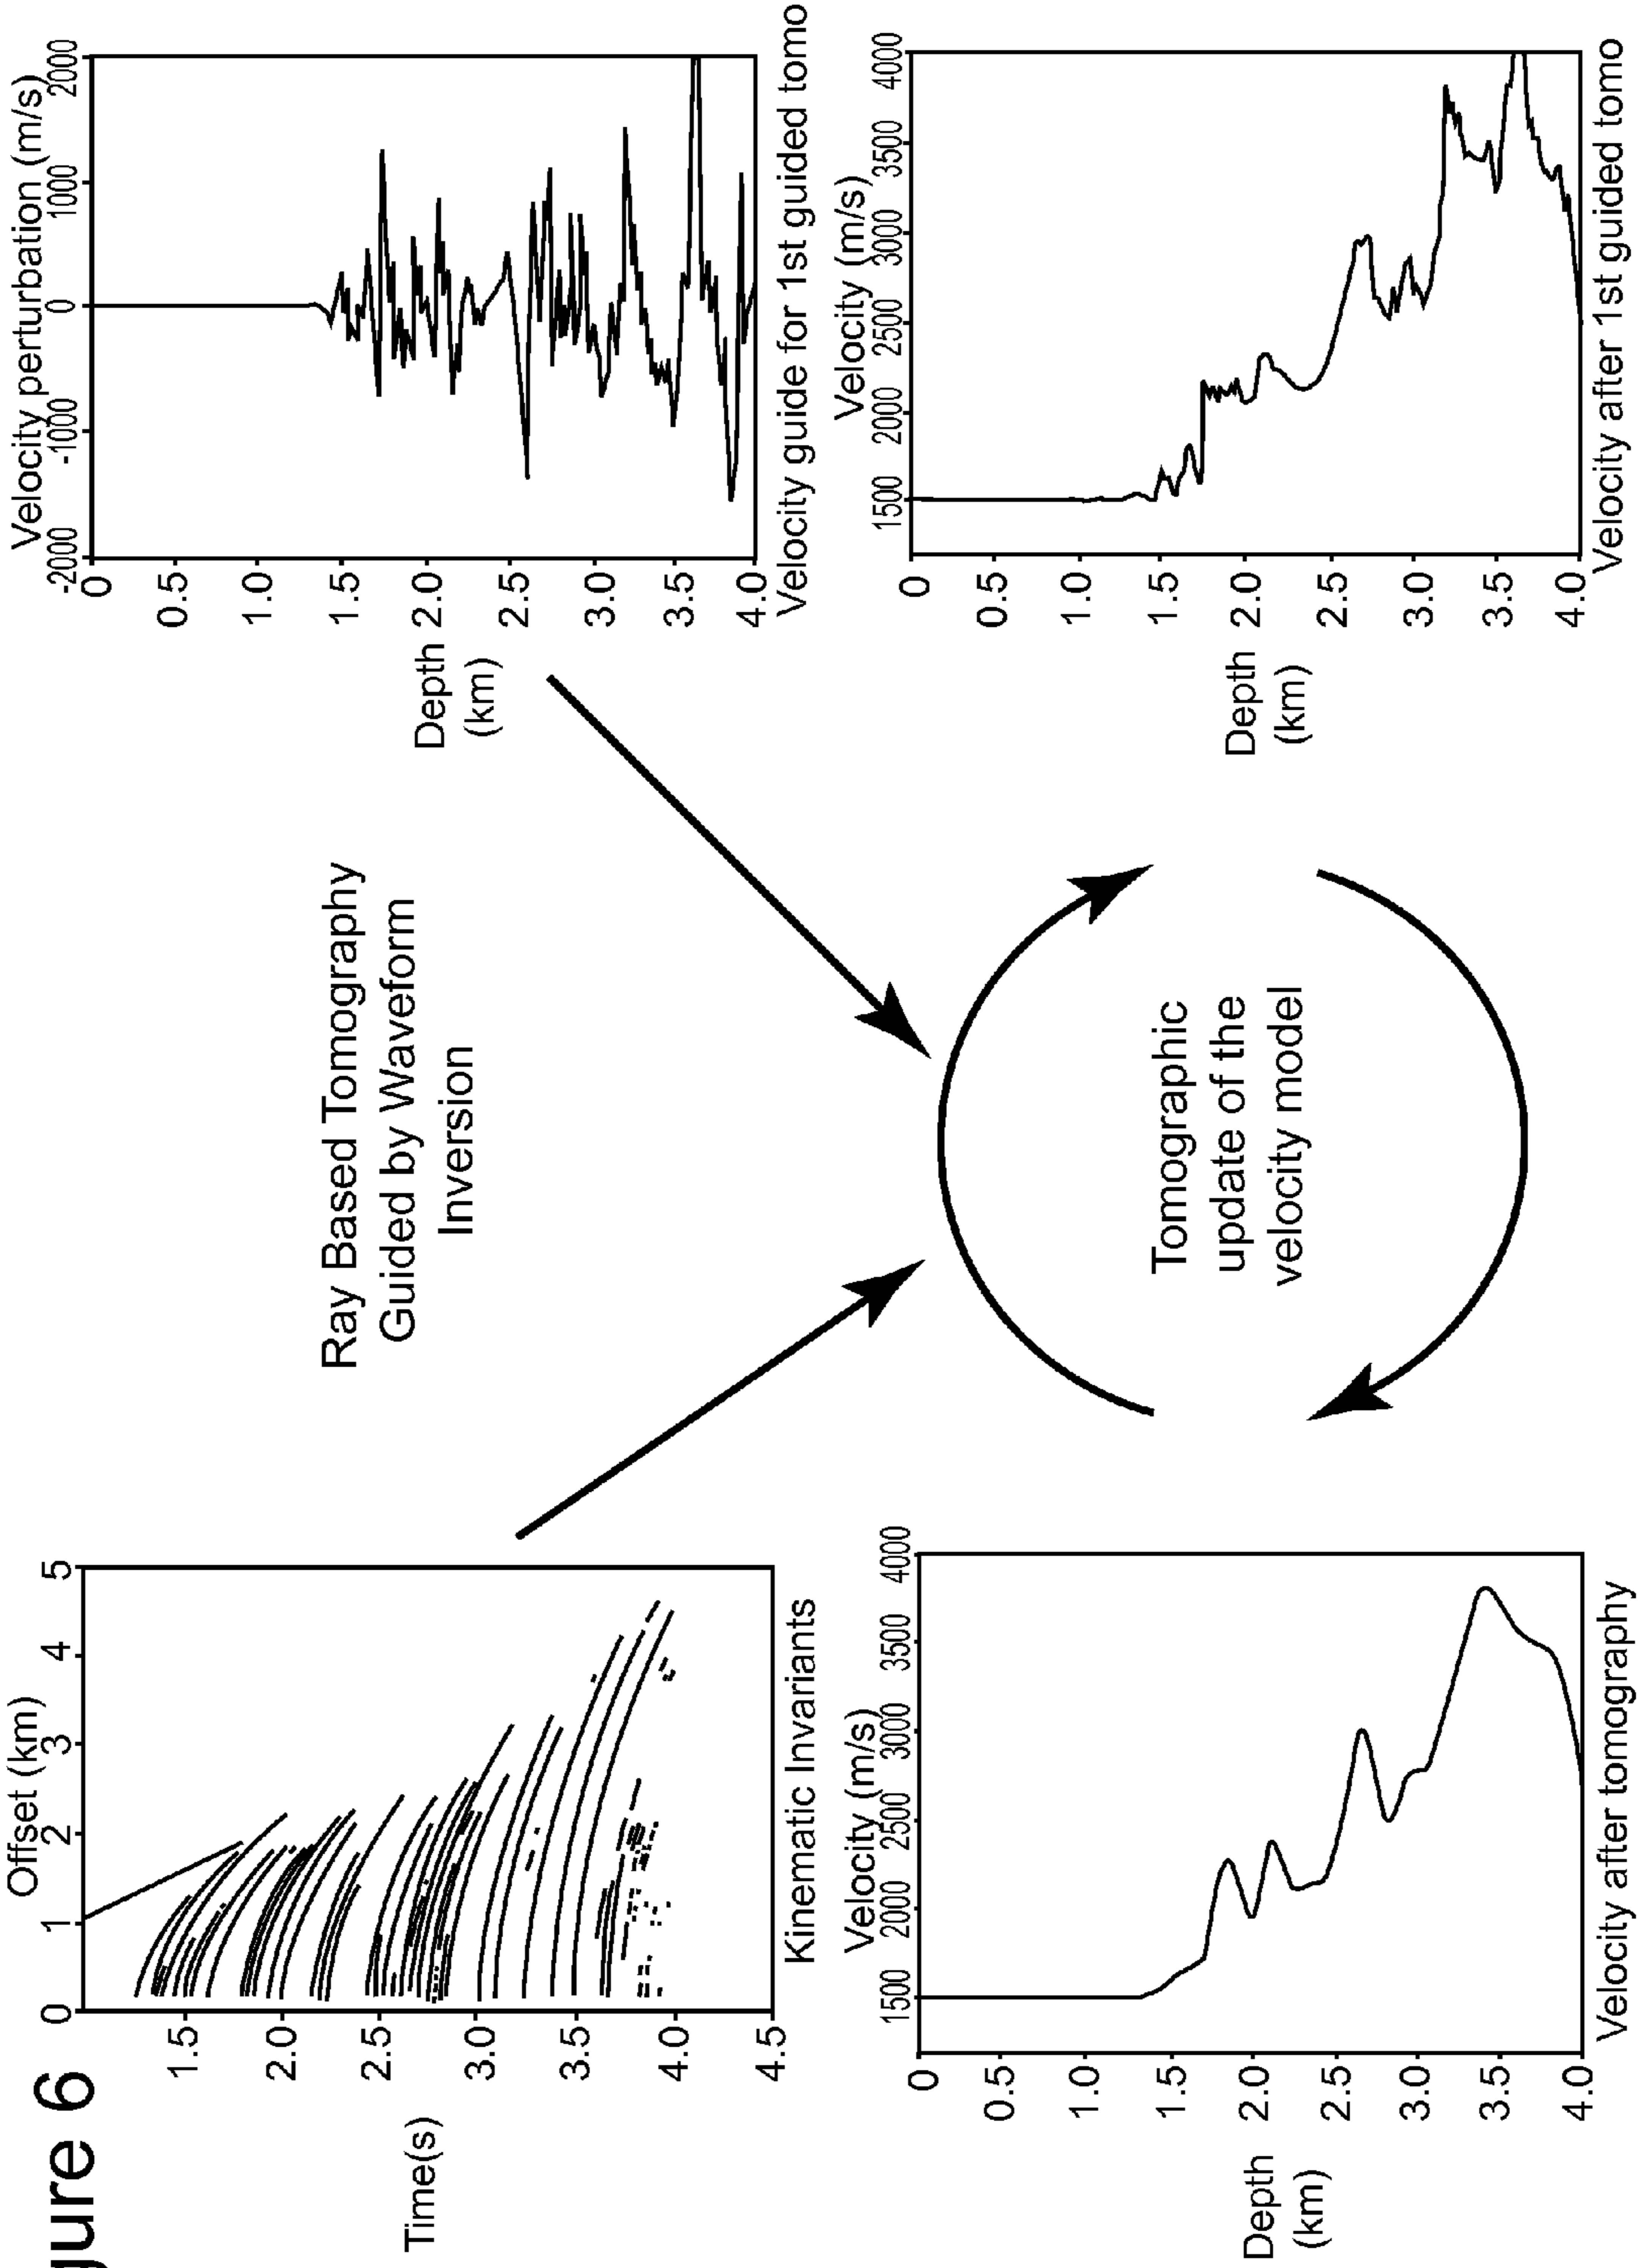 gure 6
Offset (km)
0 1 2 3 4 5
Time(s)
1.5
2.0
2.5
3.0
3.5
4.0
4.5
Kinematic Invariants
Ray Based Tomography
Guided by Waveform
Inversion
Velocity perturbation (m/s)
-2000 -1000 0 1000 2000
Depth
(km)
0
0.5
1.0
1.5
2.0
2.5
3.0
3.5
4.0
Velocity guide for 1st guided tomo
Velocity (m/s)
1500 2000 2500 3000 3500 4000
Depth
(km)
0
0.5
1.0
1.5
2.0
2.5
3.0
3.5
4.0
Velocity after tomography
Tomographic
update of the
velocity model
Velocity (m/s)
1500 2000 2500 3000 3500 4000
Depth
(km)
0
0.5
1.0
1.5
2.0
2.5
3.0
3.5
4.0
Velocity after 1st guided tomo